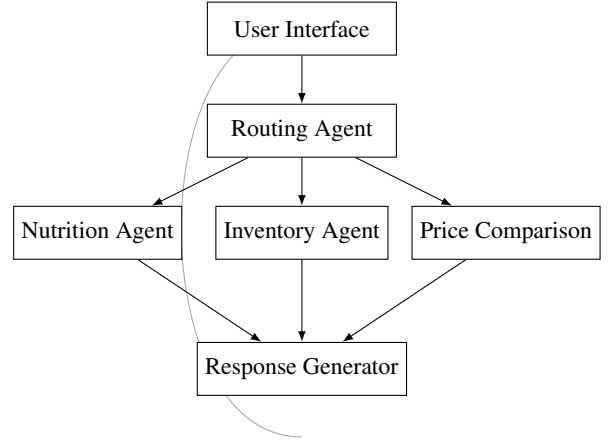 User Interface
Routing Agent
Nutrition Agent
Inventory Agent
Price Comparison
Response Generator